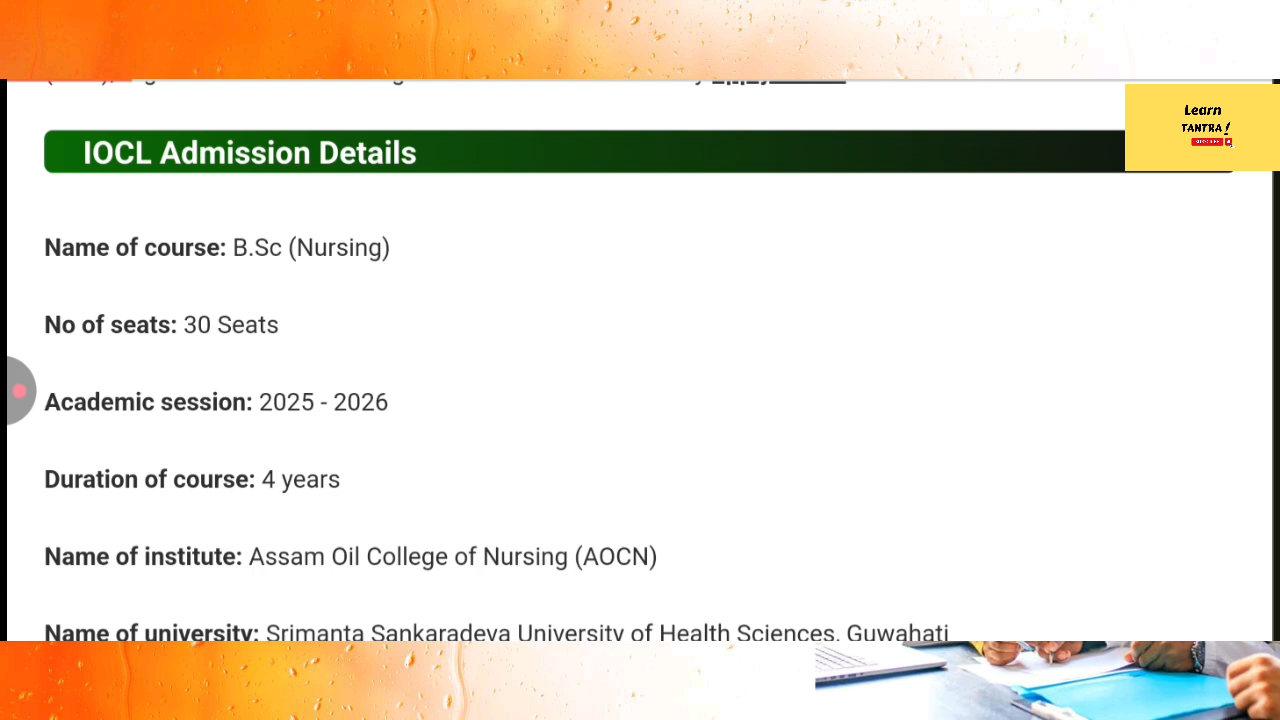 IOCL Admission Details
Learn
TANTRA!
SUBSCRIBE
Name of course: B.Sc (Nursing)
No of seats: 30 Seats
Academic session: 2025 - 2026
Duration of course: 4 years
Name of institute: Assam Oil College of Nursing (AOCN)
Name of university: Srimanta Sankaradeva University of Health Sciences, Guwahati